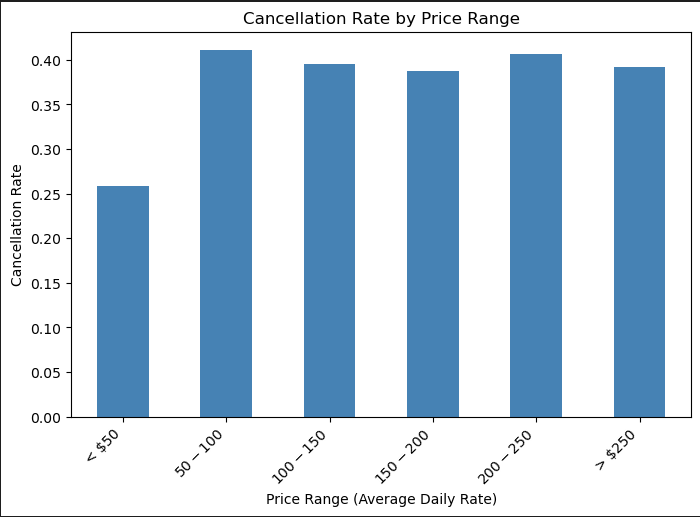 Cancellation Rate by Price Range
Cancellation Rate
0.40
0.35
0.30
0.25
0.20
0.15
0.10
0.05
0.00
< $50
50 − 100
100 − 150
150 − 200
200 − 250
> $250
Price Range (Average Daily Rate)